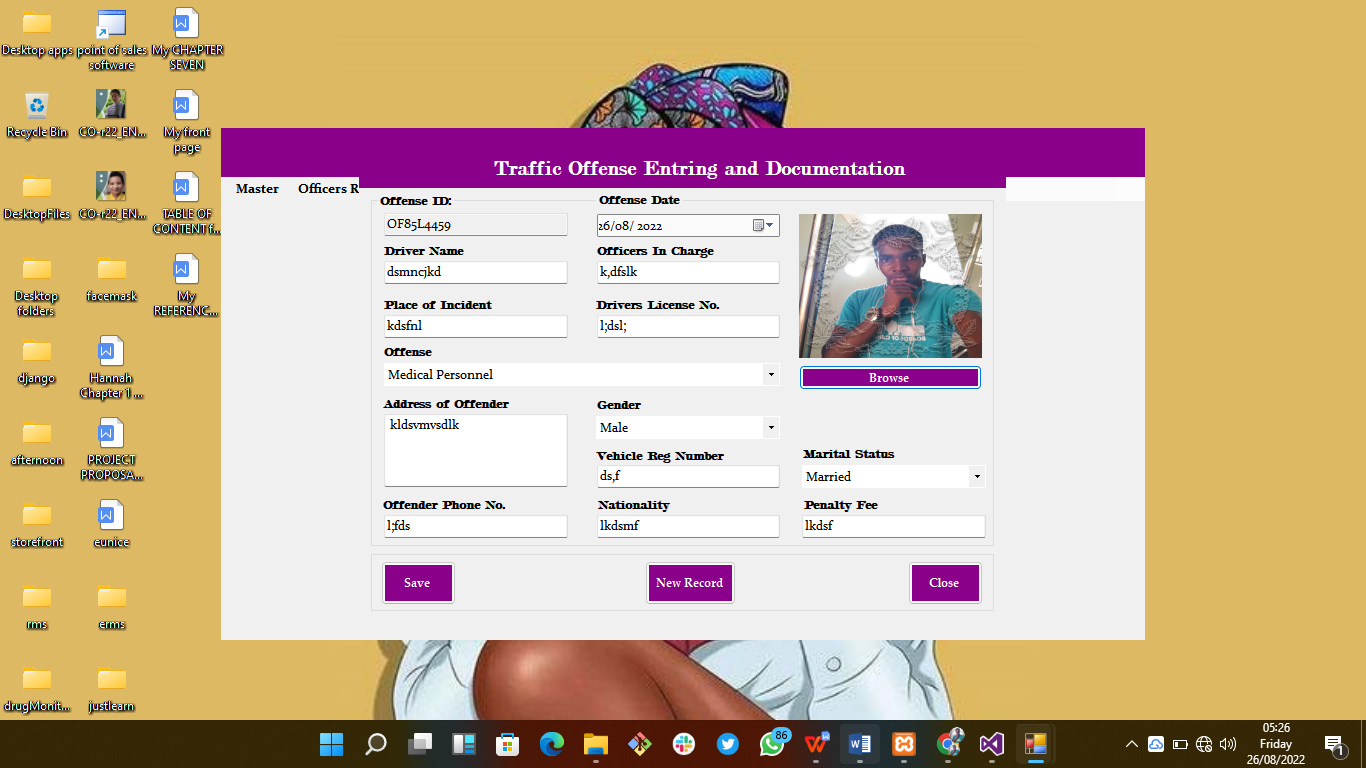 Desktop apps
point of sales
software
My CHAPTER
SEVEN
Recycle Bin
CO-r22_EN...
My front
page
DesktopFiles
CO-r22_EN...
TABLE OF
CONTENT f...
Desktop
folders
facemask
My
REFERENC...
django
Hannah
Chapter 1 ...
afternoon
PROJECT
PROPOSA...
storefront
eunice
rms
erms
drugMonit...
justlearn
Traffic Offense Entring and Documentation
Master Officers R
Offense ID: Offense Date
OF85L4459 26/08/ 2022
Driver Name Officers In Charge
dsmncjkd k,dfslk
Place of Incident Drivers License No.
kdsfnl l;dsl;
Offense
Medical Personnel
Browse
Address of Offender Gender
kldsvmvsdlk Male
Vehicle Reg Number Marital Status
ds,f Married
Offender Phone No. Nationality Penalty Fee
l;fds lkdsmf lkdsf
Save New Record Close
86
05:26
Friday
26/08/2022
1